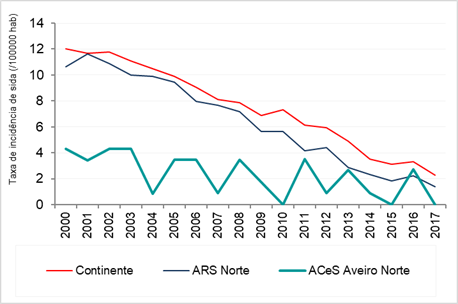 Taxa de incidência de sida (/100000 hab)
14
12
10
8
6
4
2
0
2000 2001 2002 2003 2004 2005 2006 2007 2008 2009 2010 2011 2012 2013 2014 2015 2016 2017
Continente ARS Norte ACeS Aveiro Norte